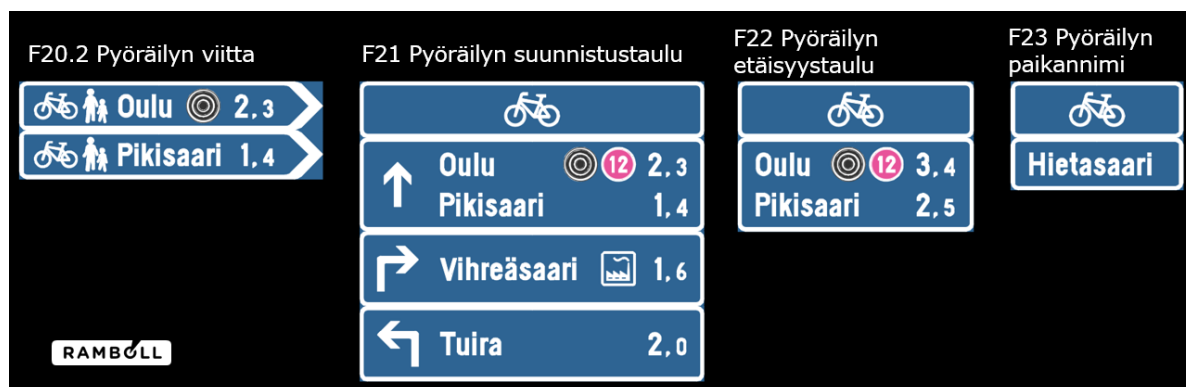 F20.2 Pyöräilyn viitta
Oulu 2,3
Pikisaari 1,4
F21 Pyöräilyn suunnistustaulu
Oulu 12 2,3
Pikisaari 1,4
Vihreäsaari 1,6
Tuira 2,0
F22 Pyöräilyn
etäisyystaulu
Oulu 12 3,4
Pikisaari 2,5
F23 Pyöräilyn
paikannimi
Hietasaari
RAMBOLL